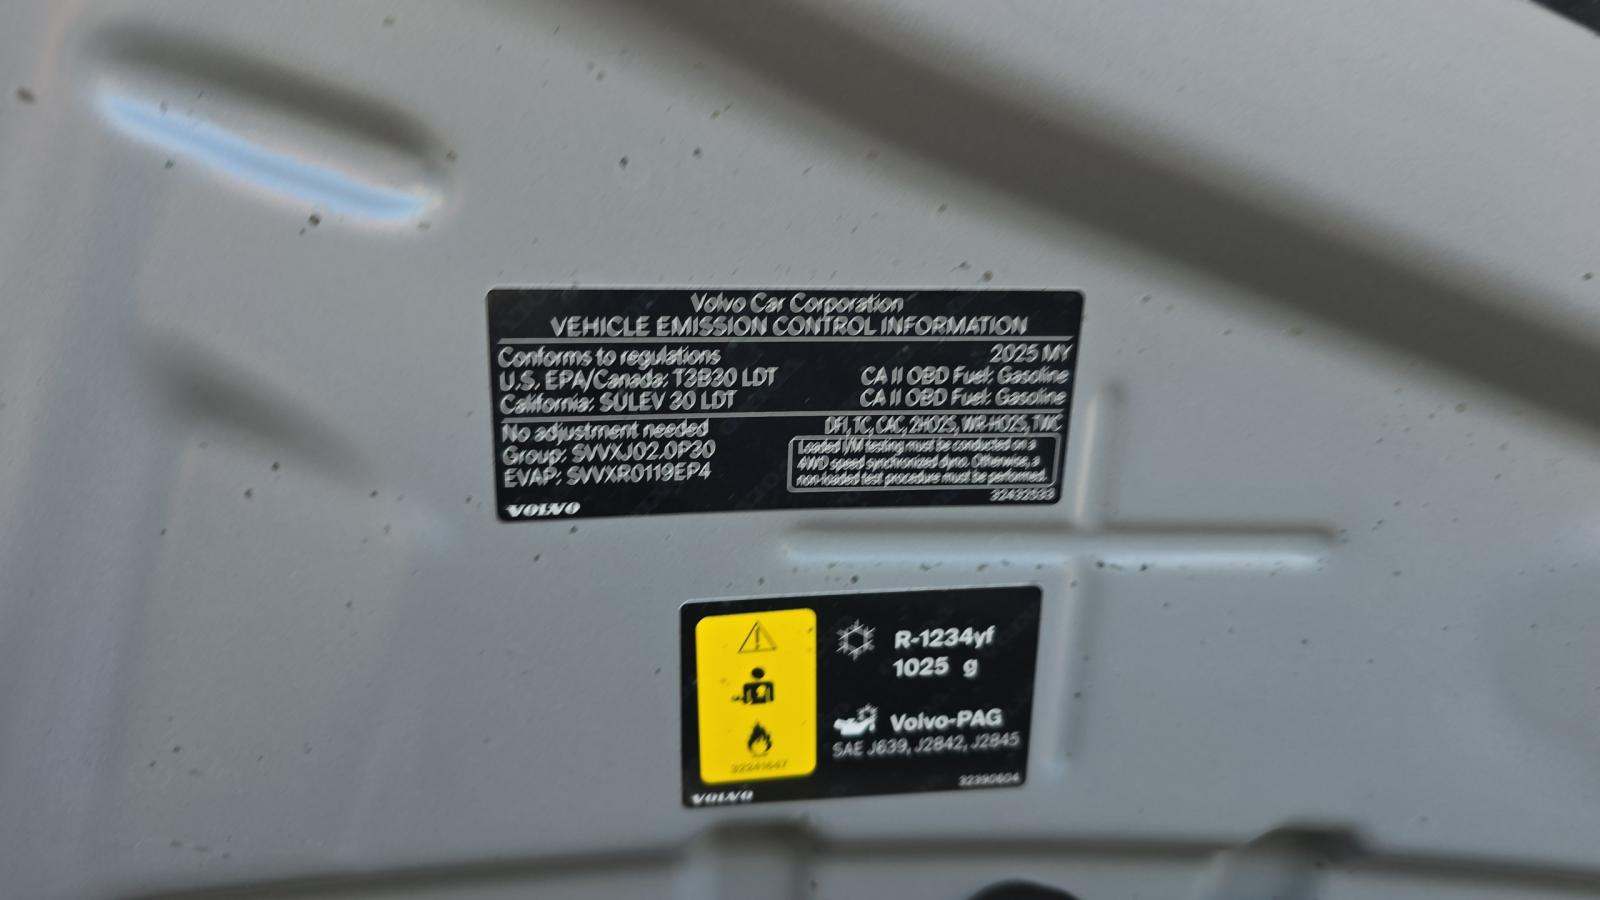 Volvo Car Corporation
VEHICLE EMISSION CONTROL INFORMATION
Conforms to regulations 2025 MY
U.S. EPA/Canada: T3B30 LDT CA II OBD Fuel: Gasoline
California: SULEV 30 LDT CA II OBD Fuel: Gasoline
No adjustment needed DFI, TC, CAC, 2HO2S, WR-HO2S, TWC
Group: SVVXJ02.0P30
EVAP: SVVXR0119EP4
Loaded I/M testing must be conducted on a
4WD speed synchronized dyno. Otherwise, a
non-loaded test procedure must be performed.
32432533
VOLVO
R-1234yf
1025 g
Volvo-PAG
SAE J639, J2842, J2845
32241647
32390604
VOLVO